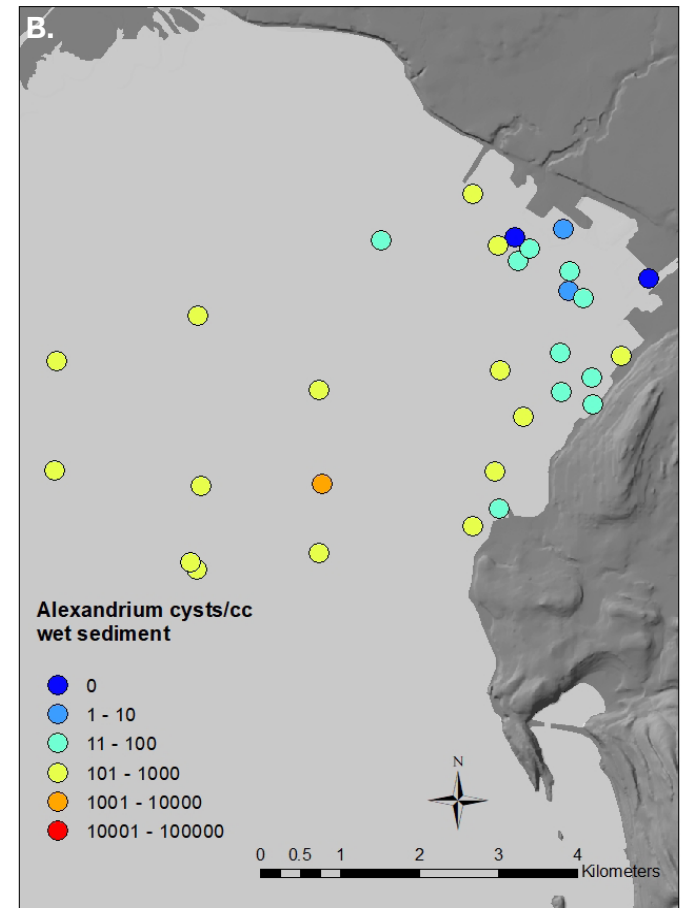 B.
Alexandrium cysts/cc
wet sediment
0
1 - 10
11 - 100
101 - 1000
1001 - 10000
10001 - 100000
N
0 0.5 1 2 3 4
Kilometers